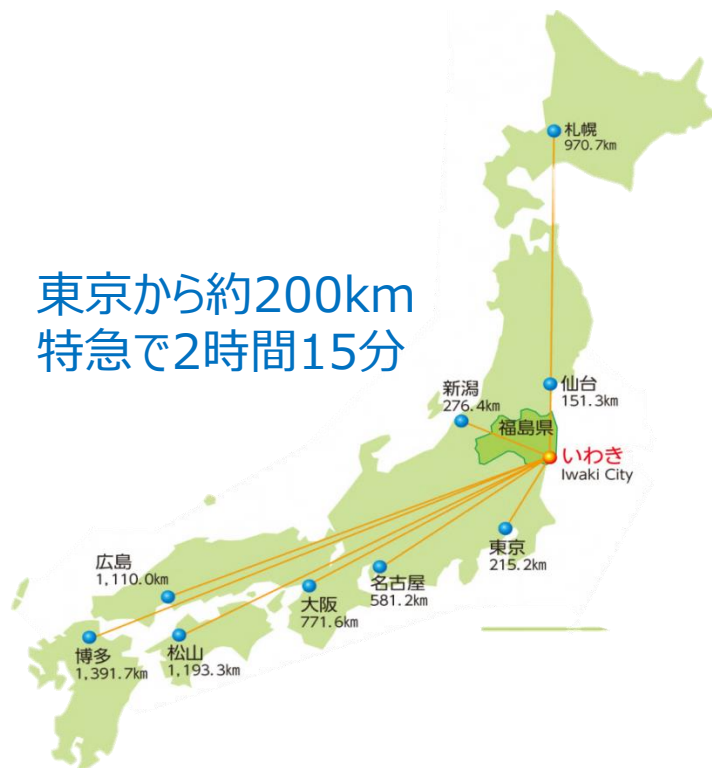 札幌
970.7km
東京から約200km
特急で2時間15分
仙台
151.3km
新潟
276.4km
福島県
いわき
Iwaki City
東京
215.2km
広島
1,110.0km
名古屋
581.2km
大阪
771.6km
博多
1,391.7km
松山
1,193.3km